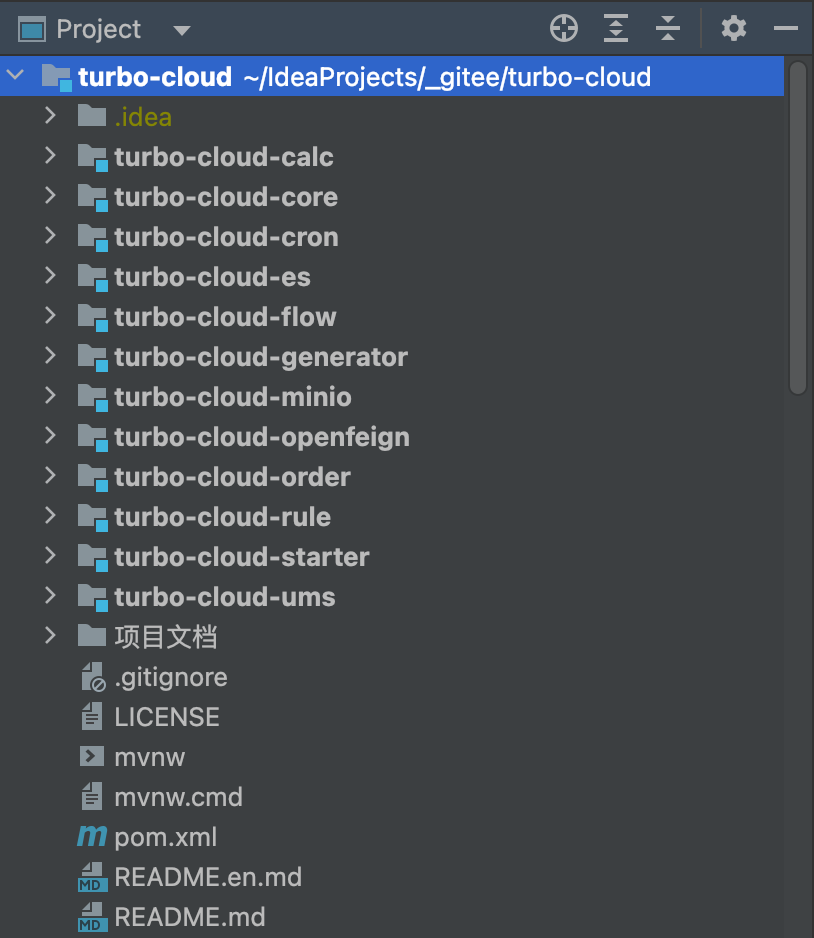 Project
turbo-cloud ~/IdeaProjects/_gitee/turbo-cloud
.idea
turbo-cloud-calc
turbo-cloud-core
turbo-cloud-cron
turbo-cloud-es
turbo-cloud-flow
turbo-cloud-generator
turbo-cloud-minio
turbo-cloud-openfeign
turbo-cloud-order
turbo-cloud-rule
turbo-cloud-starter
turbo-cloud-ums
项目文档
.gitignore
LICENSE
mvnw
mvnw.cmd
m pom.xml
MD README.en.md
MD README.md